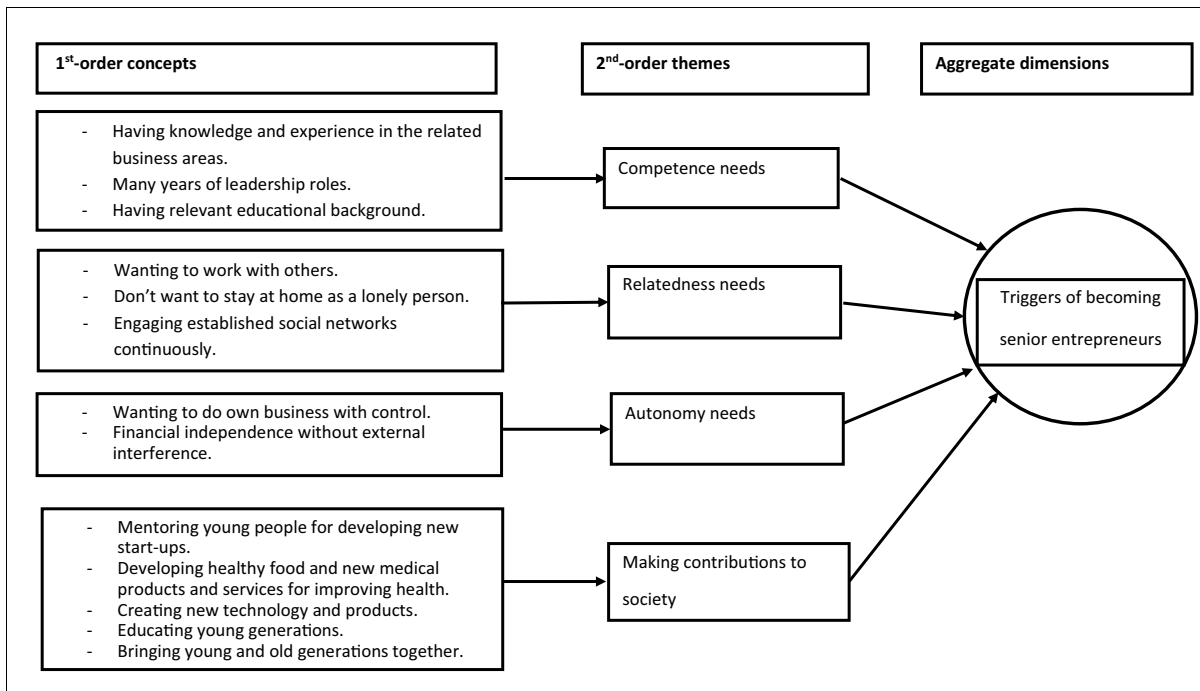 1st-order concepts
2nd-order themes
Aggregate dimensions
- Having knowledge and experience in the related
business areas.
- Many years of leadership roles.
- Having relevant educational background.
Competence needs
- Wanting to work with others.
- Don’t want to stay at home as a lonely person.
- Engaging established social networks
continuously.
Relatedness needs
Triggers of becoming
senior entrepreneurs
- Wanting to do own business with control.
- Financial independence without external
interference.
Autonomy needs
- Mentoring young people for developing new
start-ups.
- Developing healthy food and new medical
products and services for improving health.
- Creating new technology and products.
- Educating young generations.
- Bringing young and old generations together.
Making contributions to
society